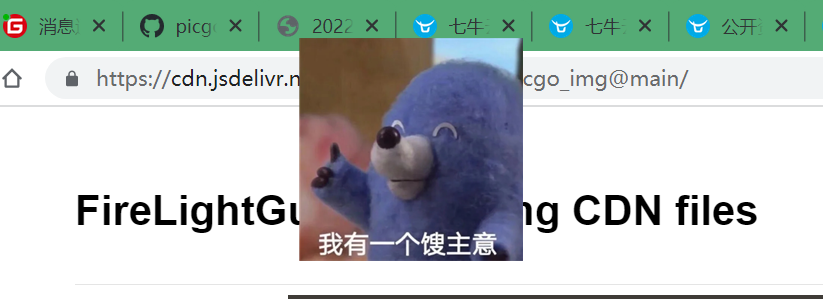 消息 picg 2022 七牛 七牛 公开
https://cdn.jsdelivr.n cgo_img@main/
FireLightGu ng CDN files
我有一个馊主意